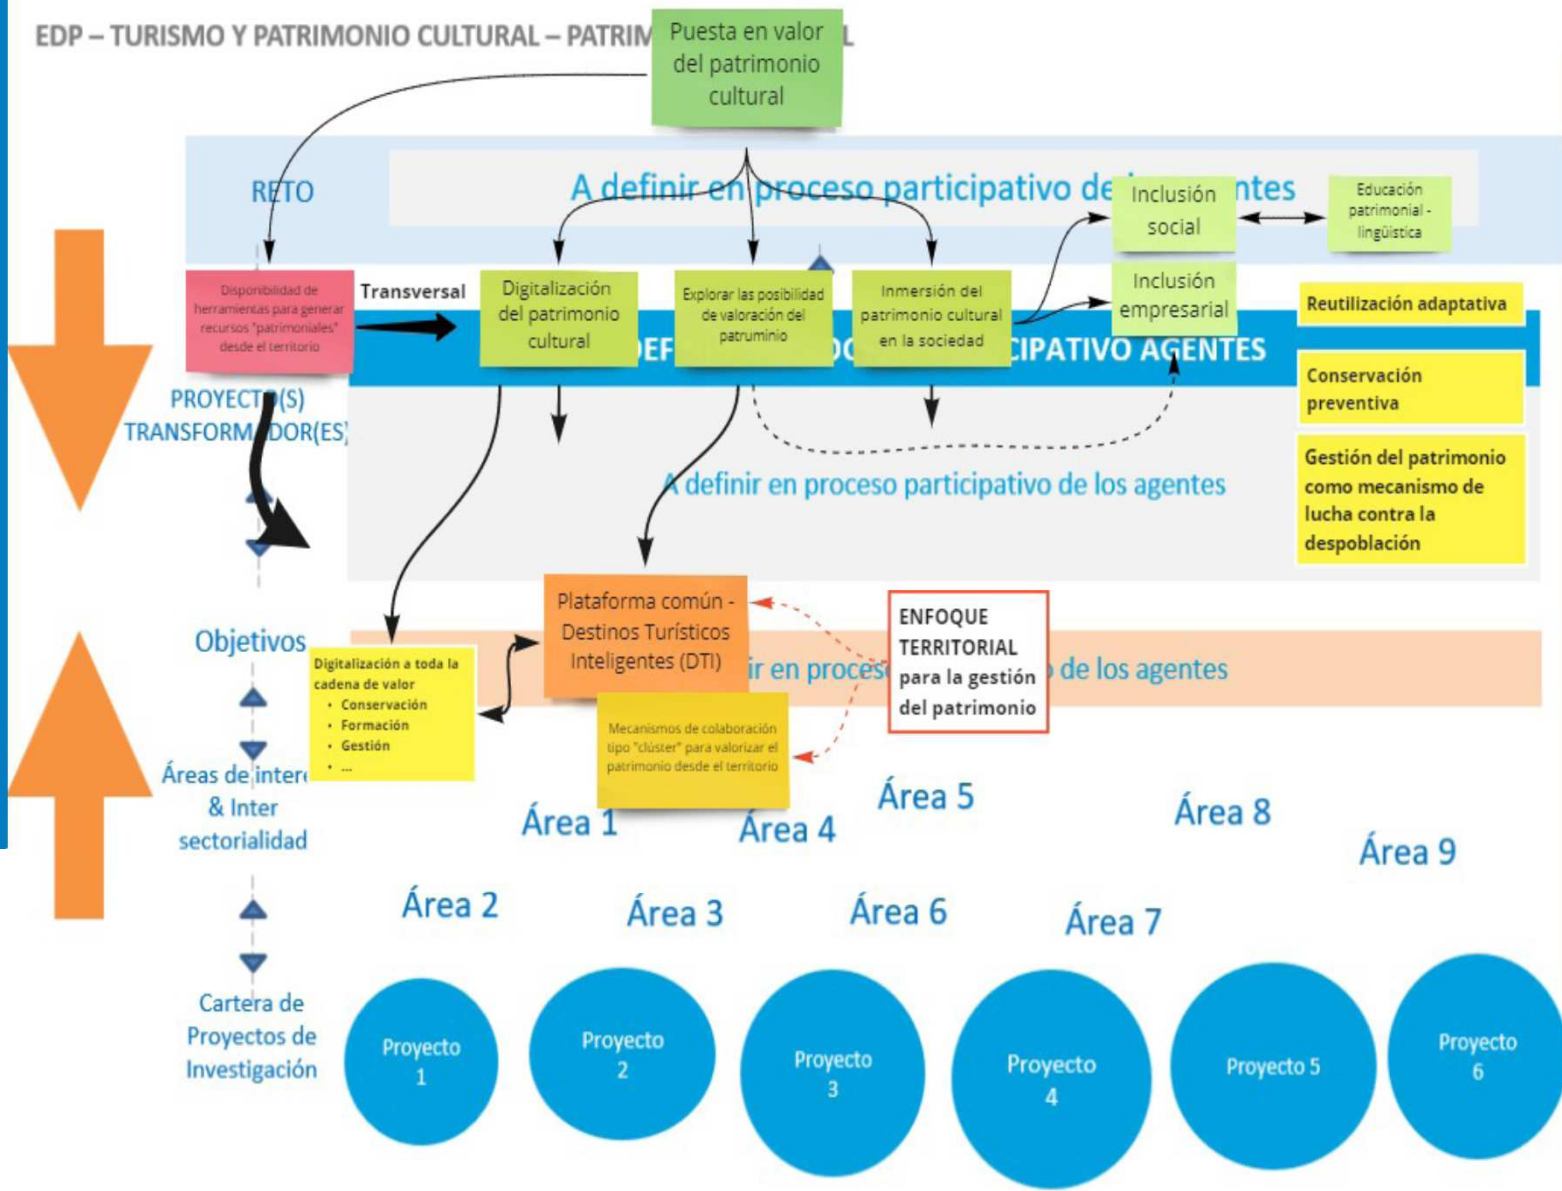 EDP – TURISMO Y PATRIMONIO CULTURAL – PATRIM
L
Puesta en valor
del patrimonio
cultural
RETO
A definir en proceso participativo de
ntes
Inclusión
social
Educación
patrimonial -
lingüistica
Disponibilidad de
herramientas para generar
recursos "patrimoniales"
desde el territorio
Transversal
Digitalización
del patrimonio
cultural
Explorar las posibilidad
de valoración del
patruminio
Inmersión del
patrimonio cultural
en la sociedad
Inclusión
empresarial
Reutilización adaptativa
CIPATIVO AGENTES
Conservación
preventiva
PROYECTO(S)
TRANSFORMADOR(ES)
Gestión del patrimonio
como mecanismo de
lucha contra la
despoblación
A definir en proceso participativo de los agentes
Objetivos
Digitalización a toda la
cadena de valor
• Conservación
• Formación
• Gestión
• ...
Plataforma común -
Destinos Turísticos
Inteligentes (DTI)
ir en proces
o de los agentes
ENFOQUE
TERRITORIAL
para la gestión
del patrimonio
Mecanismos de colaboración
tipo "clúster" para valorizar el
patrimonio desde el territorio
Áreas de intere
& Inter
sectorialidad
Área 1
Área 4
Área 5
Área 8
Área 9
Área 2
Área 3
Área 6
Área 7
Cartera de
Proyectos de
Investigación
Proyecto
1
Proyecto
2
Proyecto
3
Proyecto
4
Proyecto 5
Proyecto
6